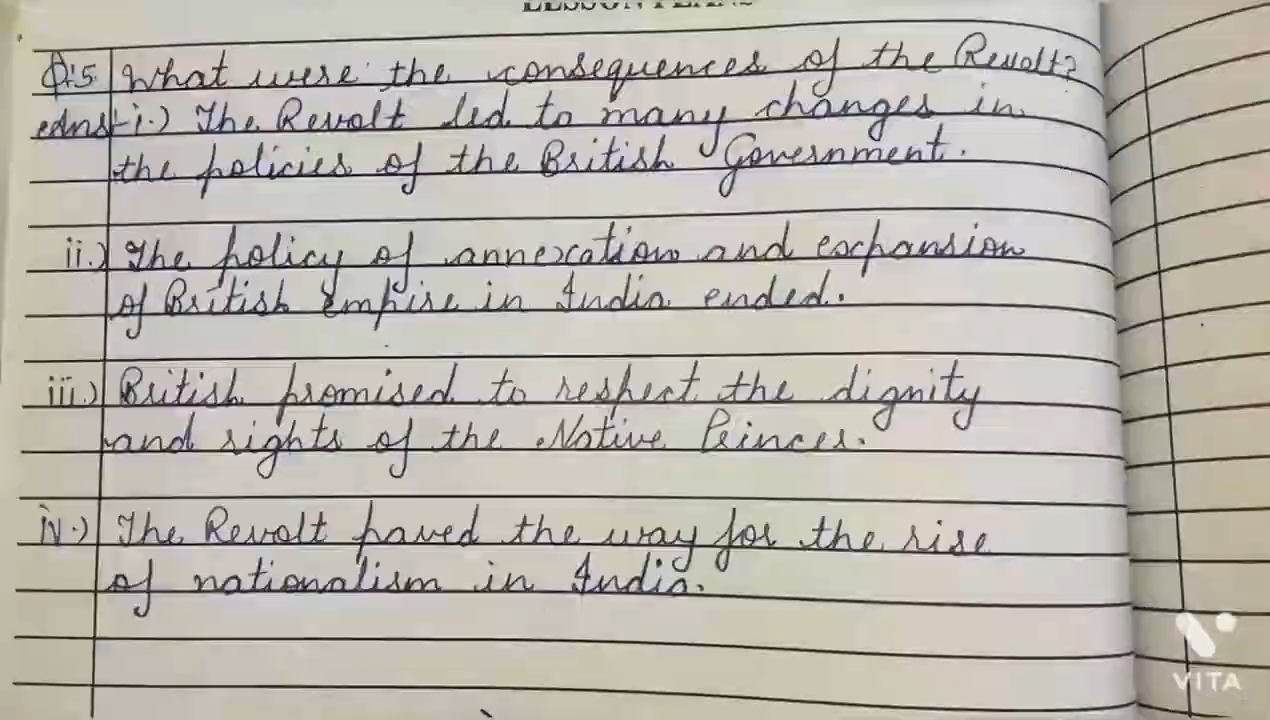 LESSON PLANS
Q:5 What were the consequences of the Revolt?
Ans:- i.) The Revolt led to many changes in
the policies of the British Government.
ii.) The policy of annexation and expansion
of British Empire in India ended.
iii.) British promised to respect the dignity
and rights of the Native Princes.
iv.) The Revolt paved the way for the rise
of nationalism in India.
VITA